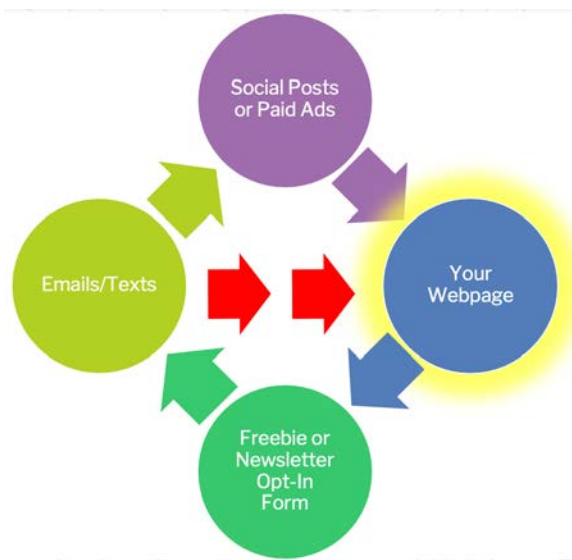 Social Posts
or Paid Ads
Emails/Texts
Your
Webpage
Freebie or
Newsletter
Opt-In
Form